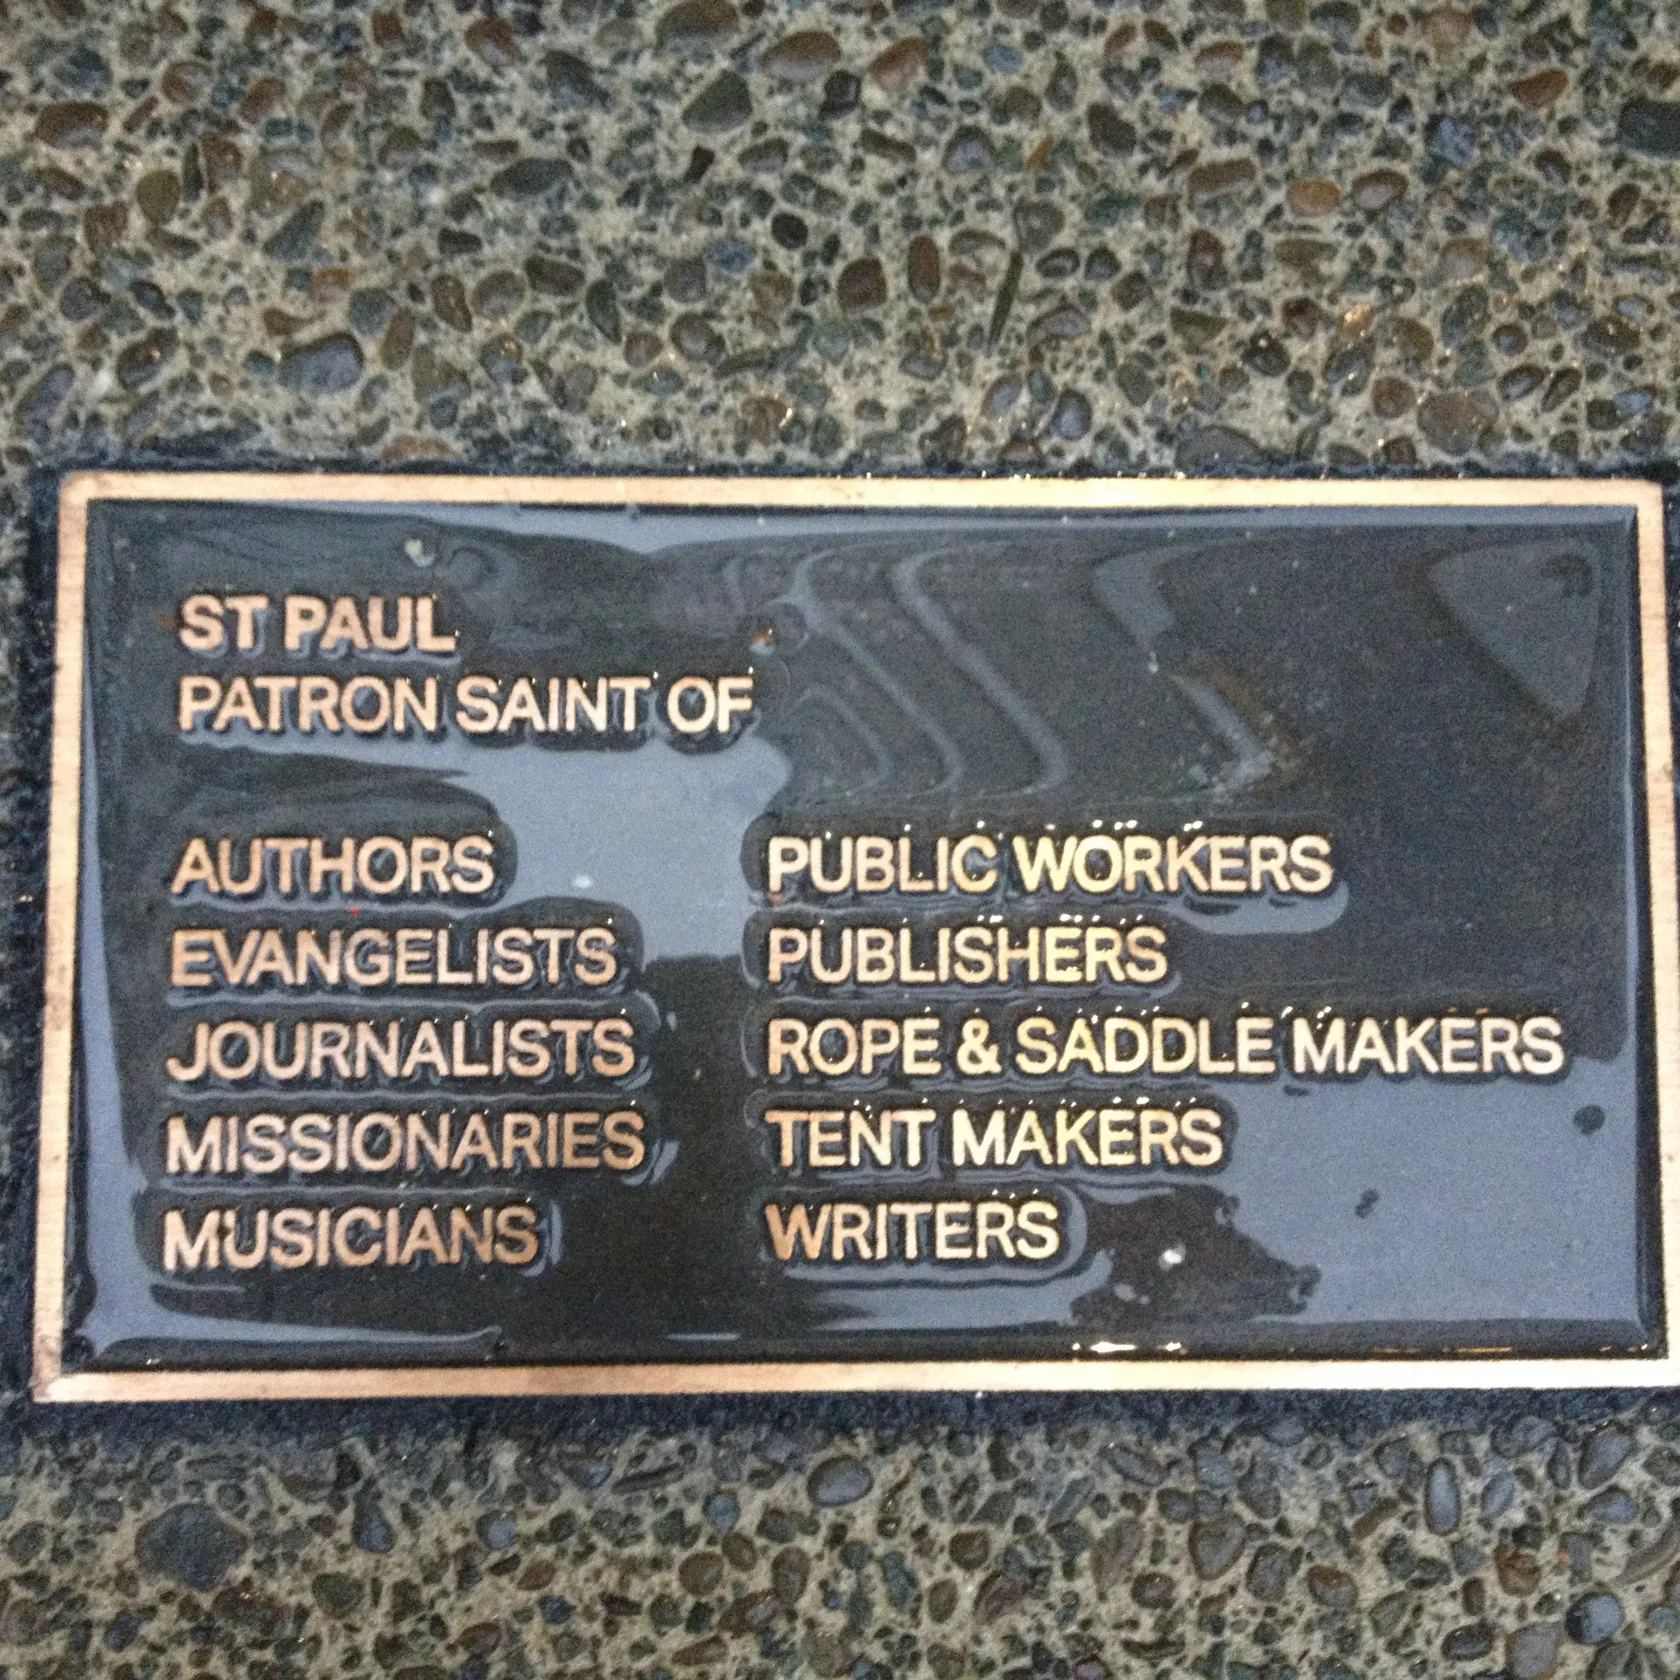 ST PAUL
PATRON SAINT OF
AUTHORS
EVANGELISTS
JOURNALISTS
MISSIONARIES
MUSICIANS
PUBLIC WORKERS
PUBLISHERS
ROPE & SADDLE MAKERS
TENT MAKERS
WRITERS